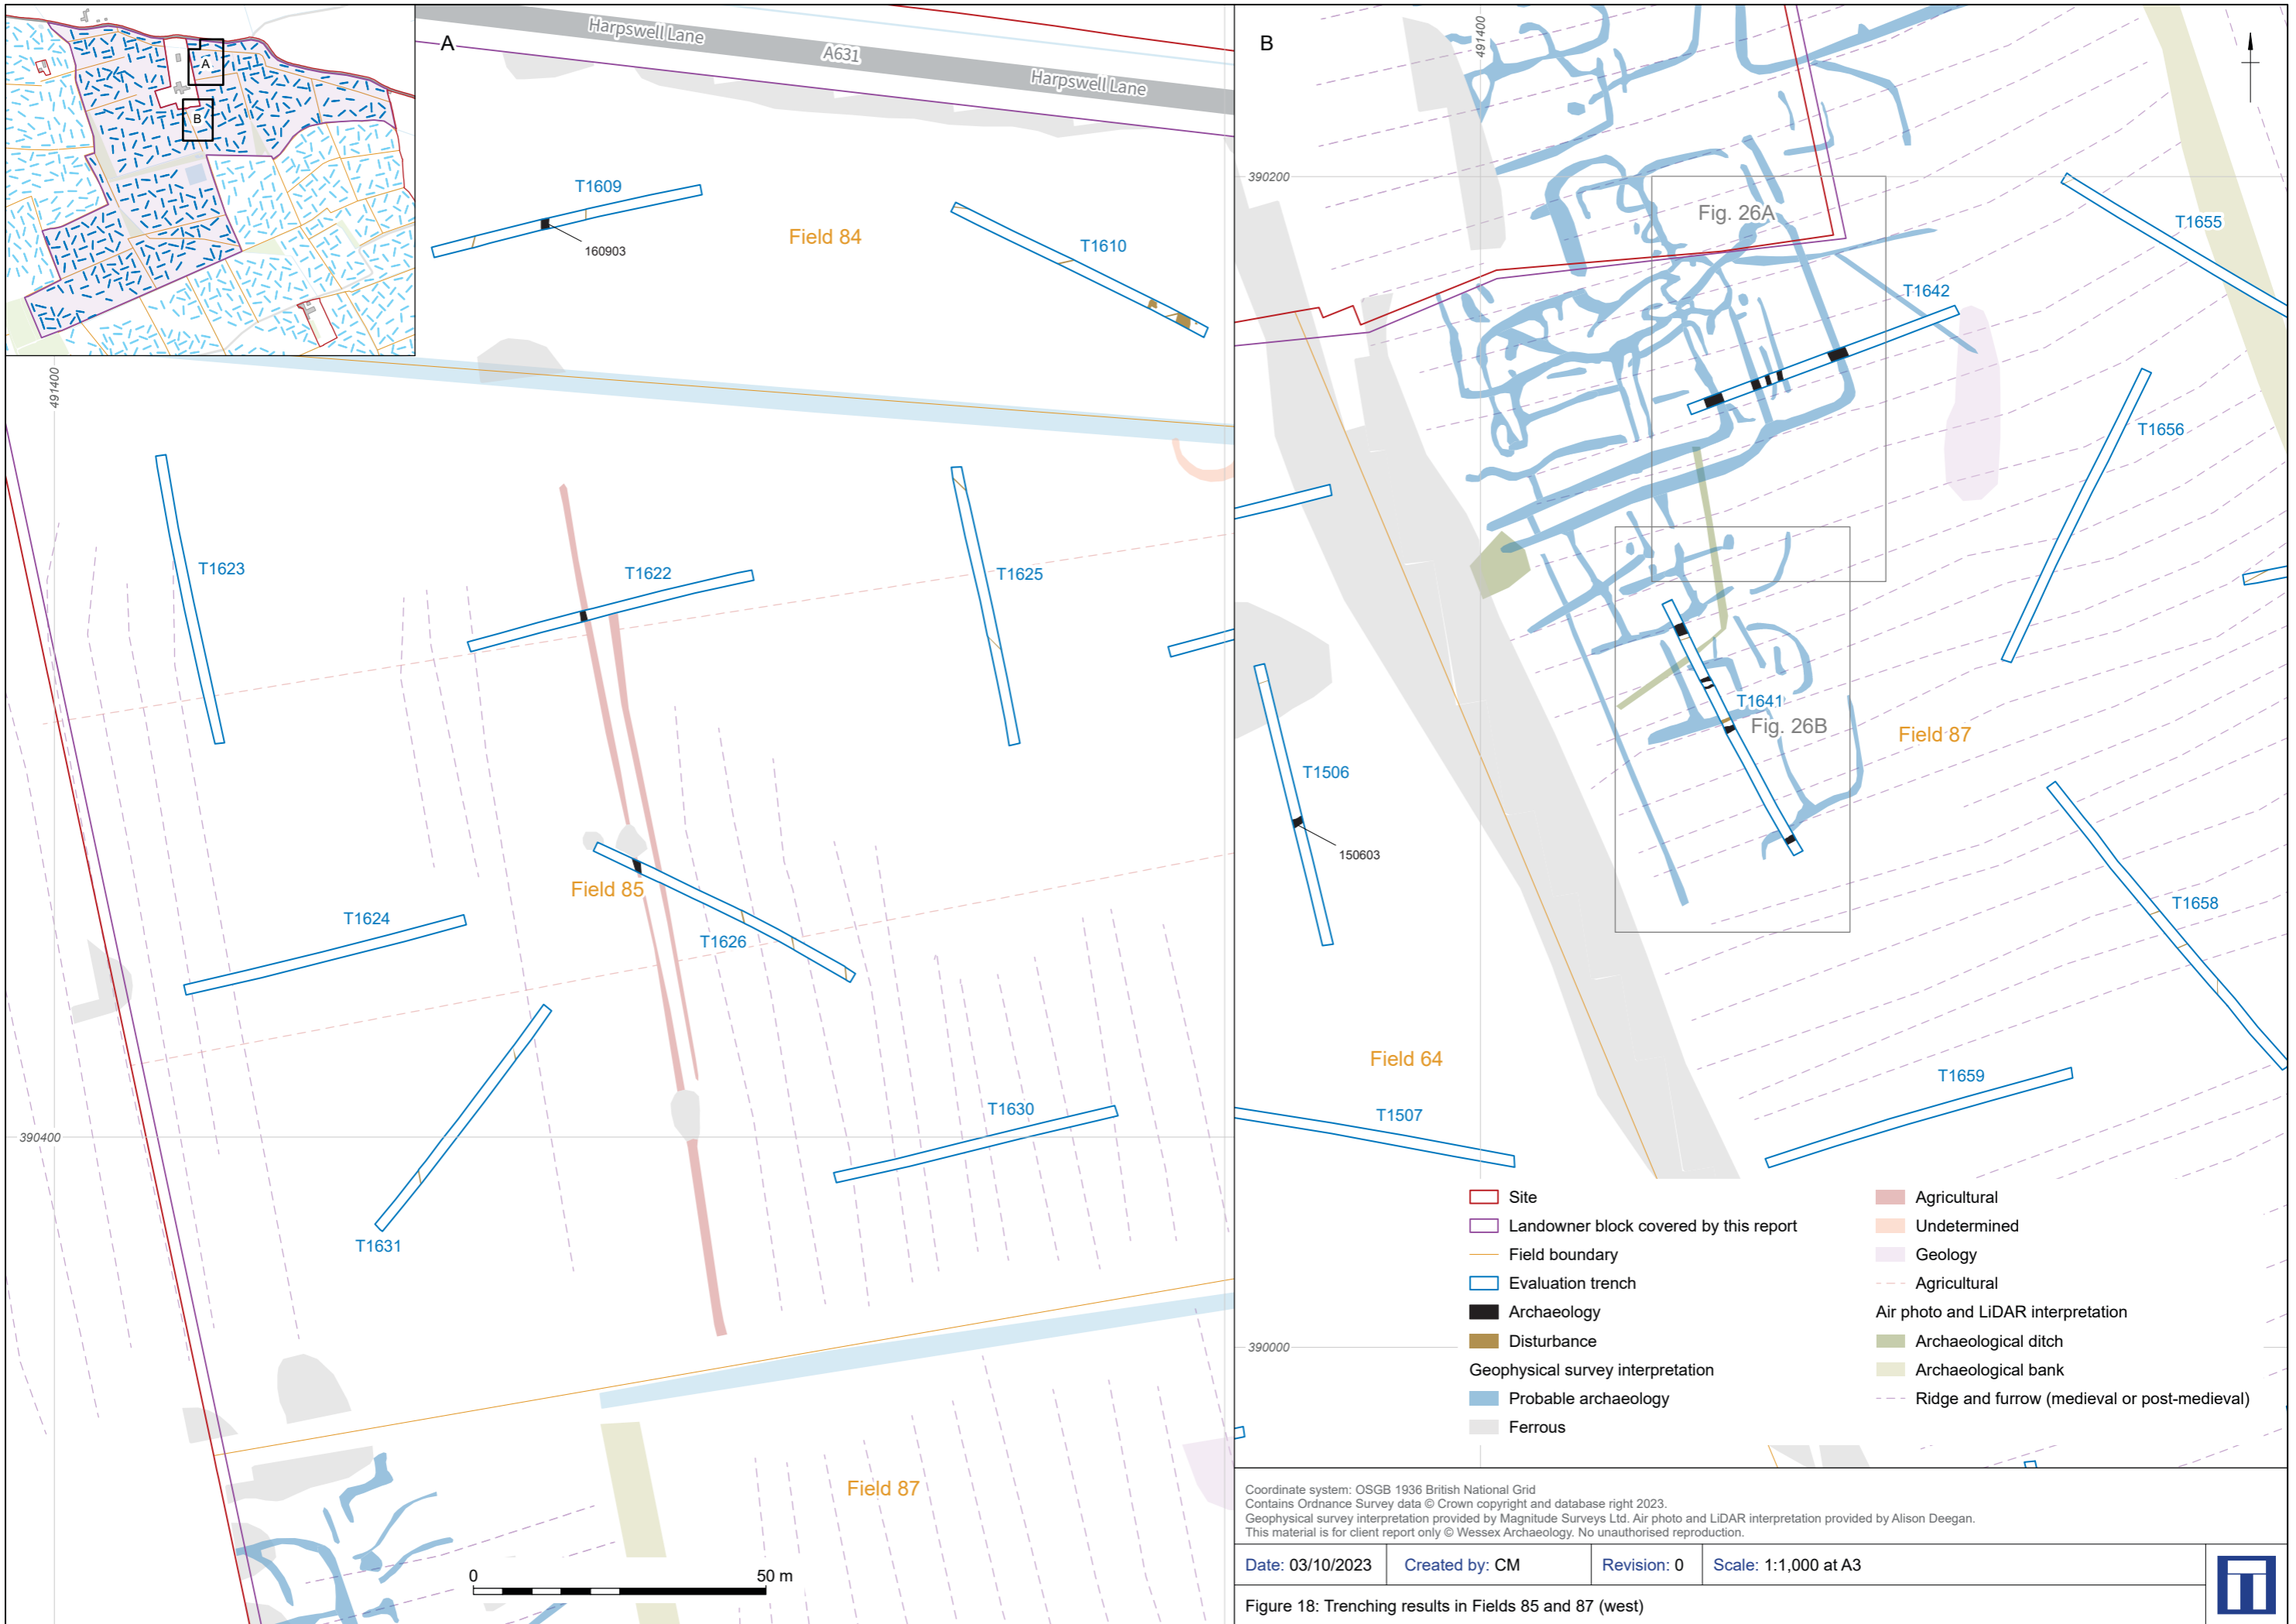 A
B
A
Harpswell Lane
A631
Harpswell Lane
T1609
160903
Field 84
T1610
491400
T1623
T1622
T1625
Field 85
T1624
T1626
T1630
390400
T1631
Field 87
0 50 m
B
491400
390200
Fig. 26A
T1655
T1642
T1656
T1641
Fig. 26B
Field 87
T1506
150603
T1658
Field 64
T1659
T1507
390000
Site
Landowner block covered by this report
Field boundary
Evaluation trench
Archaeology
Disturbance
Geophysical survey interpretation
Probable archaeology
Ferrous
Agricultural
Undetermined
Geology
Agricultural
Air photo and LiDAR interpretation
Archaeological ditch
Archaeological bank
Ridge and furrow (medieval or post-medieval)
Coordinate system: OSGB 1936 British National Grid
Contains Ordnance Survey data © Crown copyright and database right 2023.
Geophysical survey interpretation provided by Magnitude Surveys Ltd. Air photo and LiDAR interpretation provided by Alison Deegan.
This material is for client report only © Wessex Archaeology. No unauthorised reproduction.
Date: 03/10/2023 Created by: CM Revision: 0 Scale: 1:1,000 at A3
Figure 18: Trenching results in Fields 85 and 87 (west)